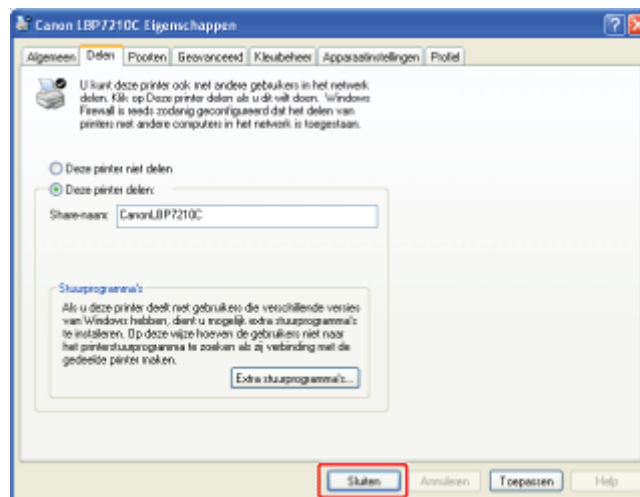 Canon LBP7210C Eigenschappen
Algemeen Delen Poorten Geavanceerd Kleurbeheer Apparaatinstellingen Profiel
U kunt deze printer ook met andere gebruikers in het netwerk
delen. Klik op Deze printer delen als u dit wilt doen. Windows
Firewall is reeds zodanig geconfigureerd dat het delen van
printers met andere computers in het netwerk is toegestaan.
Deze printer niet delen
Deze printer delen:
Share-naam: CanonLBP7210C
Stuurprogramma's
Als u deze printer deelt met gebruikers die verschillende versies
van Windows hebben, dient u mogelijk extra stuurprogramma's
te installeren. Op deze wijze hoeven de gebruikers niet naar
het printerstuurprogramma te zoeken als zij verbinding met de
gedeelde printer maken.
Extra stuurprogramma's...
Sluiten Annuleren Toepassen Help